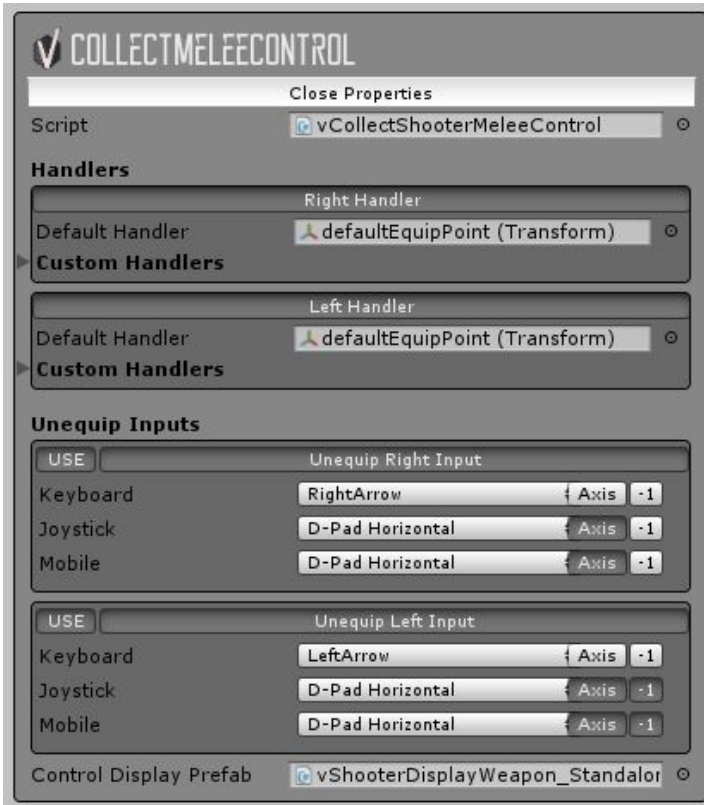 COLLECTMELEECONTROL
Close Properties
Script vCollectShooterMeleeControl
Handlers
Right Handler
Default Handler defaultEquipPoint (Transform)
Custom Handlers
Left Handler
Default Handler defaultEquipPoint (Transform)
Custom Handlers
Unequip Inputs
USE Unequip Right Input
Keyboard RightArrow Axis -1
Joystick D-Pad Horizontal Axis -1
Mobile D-Pad Horizontal Axis -1
USE Unequip Left Input
Keyboard LeftArrow Axis -1
Joystick D-Pad Horizontal Axis -1
Mobile D-Pad Horizontal Axis -1
Control Display Prefab vShooterDisplayWeapon_Standalor